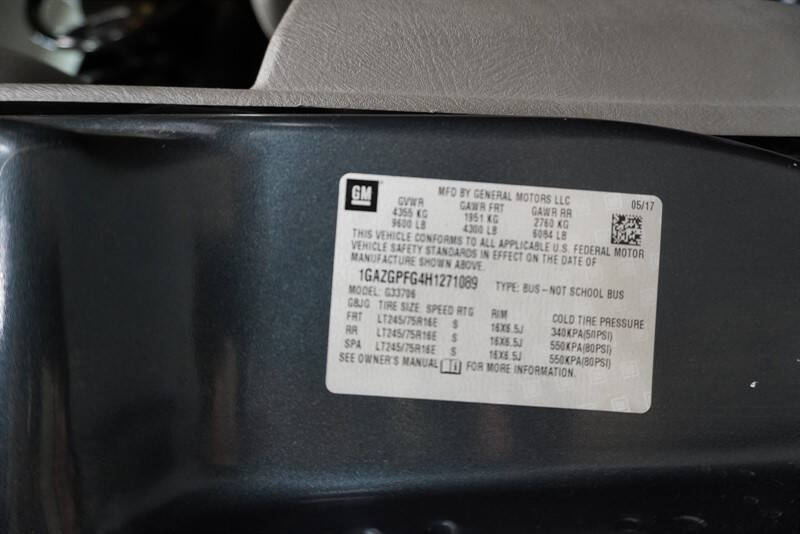 GM
MFD BY GENERAL MOTORS LLC
05/17
GVWR GAWR FRT GAWR RR
4355 KG 1951 KG 2760 KG
9600 LB 4300 LB 6084 LB
THIS VEHICLE CONFORMS TO ALL APPLICABLE U.S. FEDERAL MOTOR
VEHICLE SAFETY STANDARDS IN EFFECT ON THE DATE OF
MANUFACTURE SHOWN ABOVE.
1GAZGPFG4H1271089 TYPE: BUS-NOT SCHOOL BUS
MODEL: G33706
GBJG TIRE SIZE SPEED RTG RIM COLD TIRE PRESSURE
FRT LT245/75R16E S 16X6.5J 340KPA(50PSI)
RR LT245/75R16E S 16X6.5J 550KPA(80PSI)
SPA LT245/75R16E S 16X6.5J 550KPA(80PSI)
SEE OWNER'S MANUAL FOR MORE INFORMATION.